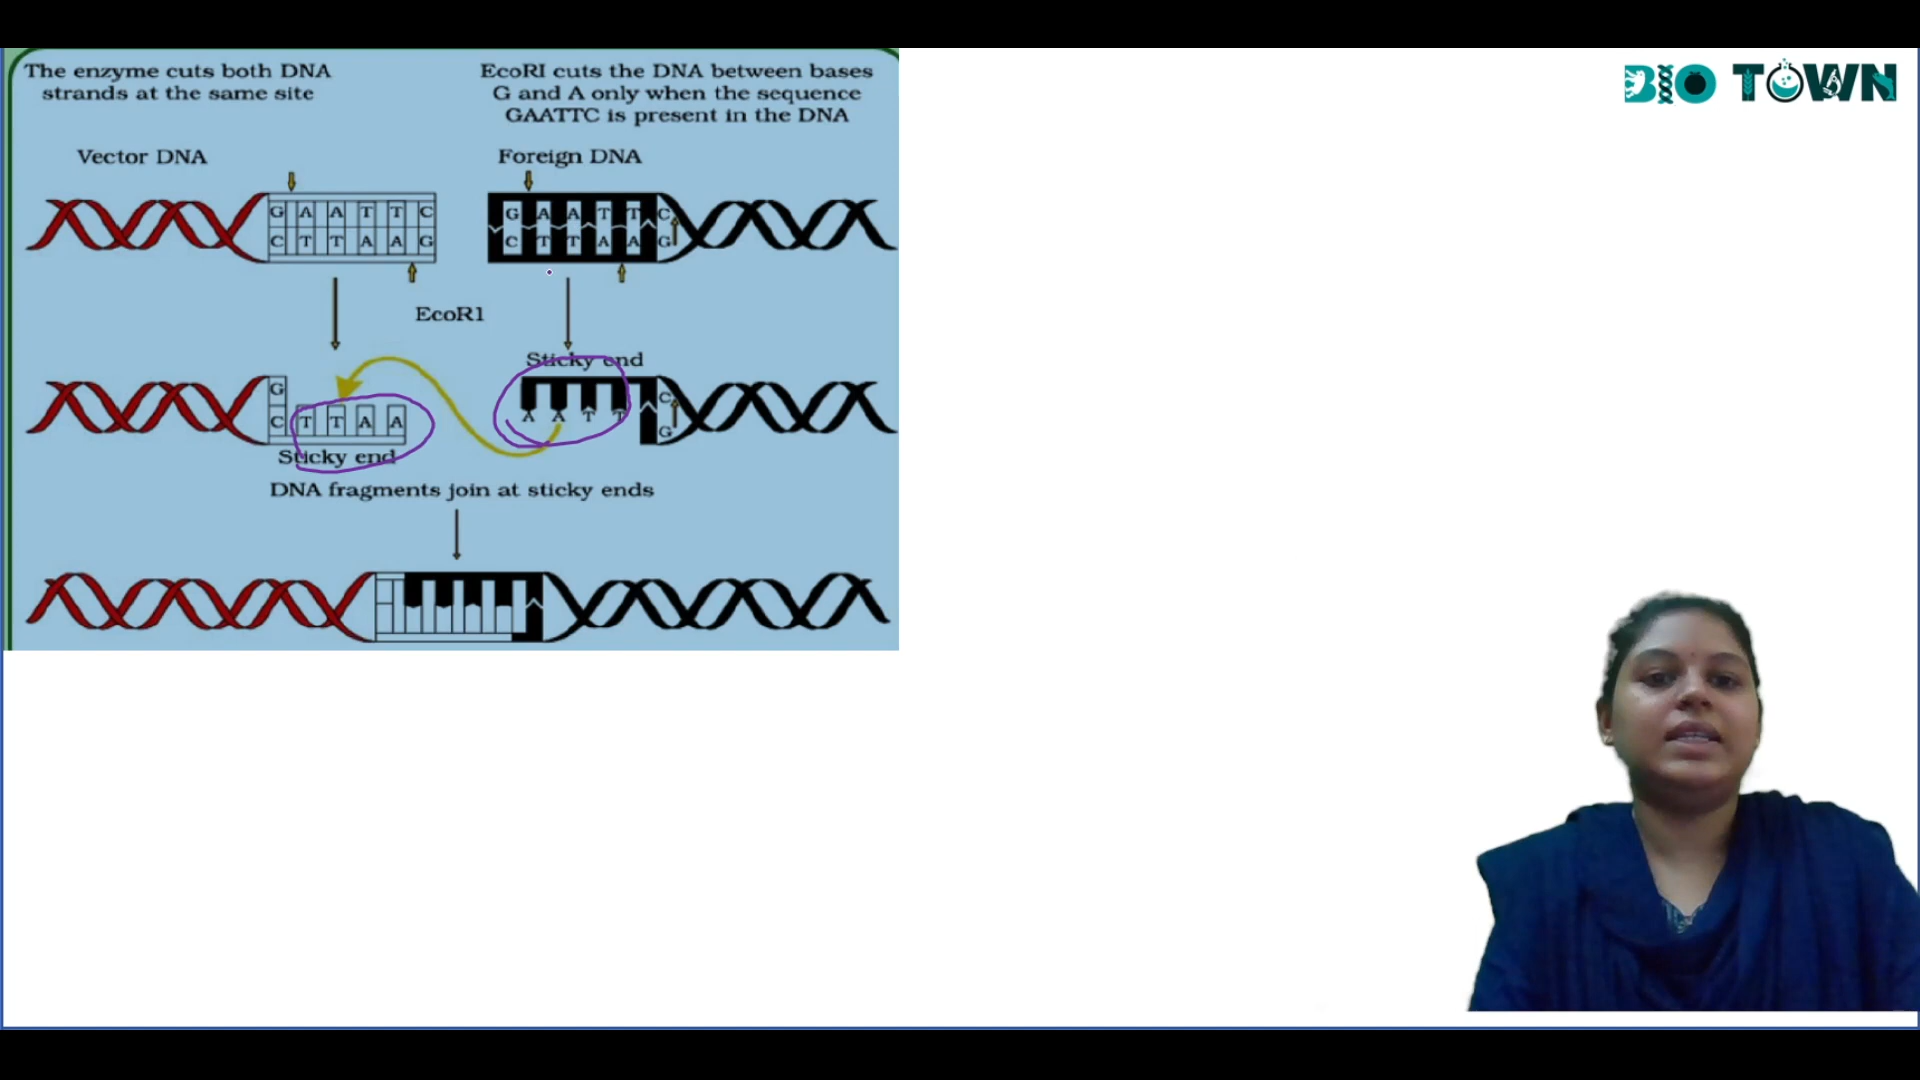 The enzyme cuts both DNA
strands at the same site
EcoRI cuts the DNA between bases
G and A only when the sequence
GAATTC is present in the DNA
BIO TOWN
Vector DNA
Foreign DNA
G A A T T C
C T T A A G
G A A T T C
C T T A A G
EcoR1
Sticky end
G
C T T A A
A A T T C
G
Sticky end
DNA fragments join at sticky ends